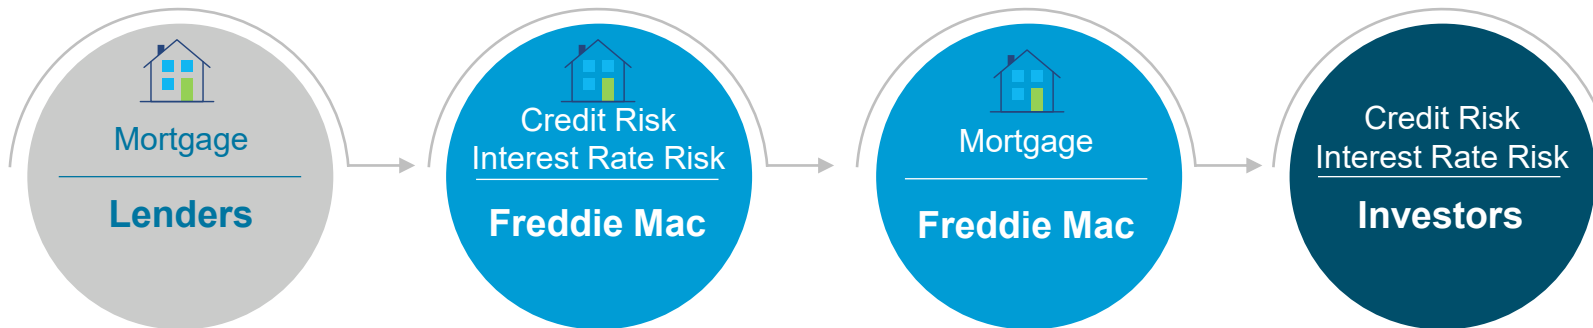 Mortgage
Lenders
Credit Risk
Interest Rate Risk
Freddie Mac
Mortgage
Freddie Mac
Credit Risk
Interest Rate Risk
Investors